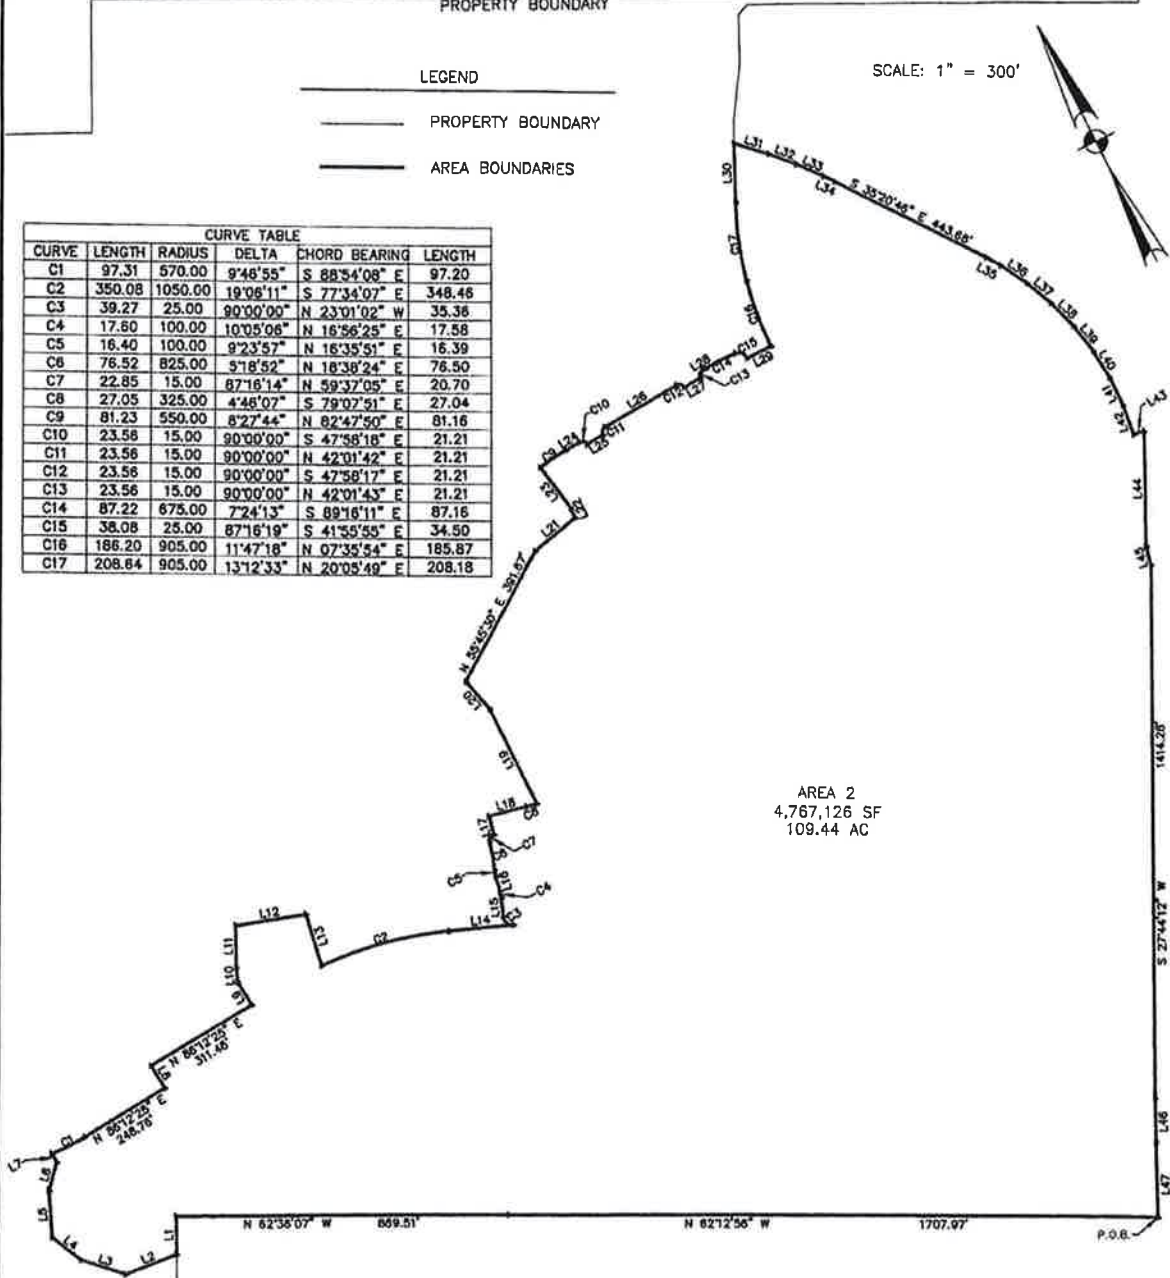 PROPERTY BOUNDARY
LEGEND
PROPERTY BOUNDARY
AREA BOUNDARIES
SCALE: 1" = 300'
CURVE TABLE
CURVE LENGTH RADIUS DELTA CHORD BEARING LENGTH
C1 97.31 570.00 9°46'55" S 88°54'08" E 97.20
C2 350.08 1050.00 19°06'11" S 77°34'07" E 348.46
C3 39.27 25.00 90°00'00" N 23°01'02" W 35.36
C4 17.60 100.00 10°05'06" N 16°56'25" E 17.58
C5 16.40 100.00 9°23'57" N 16°35'51" E 16.39
C6 76.52 825.00 5°18'52" N 18°38'24" E 76.50
C7 22.85 15.00 87°16'14" N 59°37'05" E 20.70
C8 27.05 325.00 4°46'07" S 79°07'51" E 27.04
C9 81.23 550.00 8°27'44" N 82°47'50" E 81.16
C10 23.56 15.00 90°00'00" S 47°58'18" E 21.21
C11 23.56 15.00 90°00'00" N 42°01'42" E 21.21
C12 23.56 15.00 90°00'00" S 47°58'17" E 21.21
C13 23.56 15.00 90°00'00" N 42°01'43" E 21.21
C14 87.22 675.00 7°24'13" S 89°16'11" E 87.16
C15 38.08 25.00 87°16'19" S 41°55'55" E 34.50
C16 186.20 905.00 11°47'18" N 07°35'54" E 185.87
C17 208.64 905.00 13°12'33" N 20°05'49" E 208.18
L31
L32
L33
L34
S 35°20'46" E 443.68'
L35
L36
L37
L38
L39
L40
L41
L42
L43
L44
L45
L30
C17
C16
C15
L29
L28
C14
C13
L27
C12
L26
C10
C11
L25
L24
C9
L23
L22
L21
N 55°45'30" E 391.87'
L20
L19
L18
C8
L17
C7
C6
C5
L16
C4
L15
C3
L14
C2
L13
L12
L11
L10
L9
N 86°12'25" E
311.46'
L8
N 86°12'25" E
248.76'
C1
L7
L6
L5
L4
L3
L2
L1
AREA 2
4,767,126 SF
109.44 AC
1414.28'
S 27°44'12" W
L46
L47
N 62°36'07" W 869.51'
N 62°12'56" W 1707.97'
P.O.B.